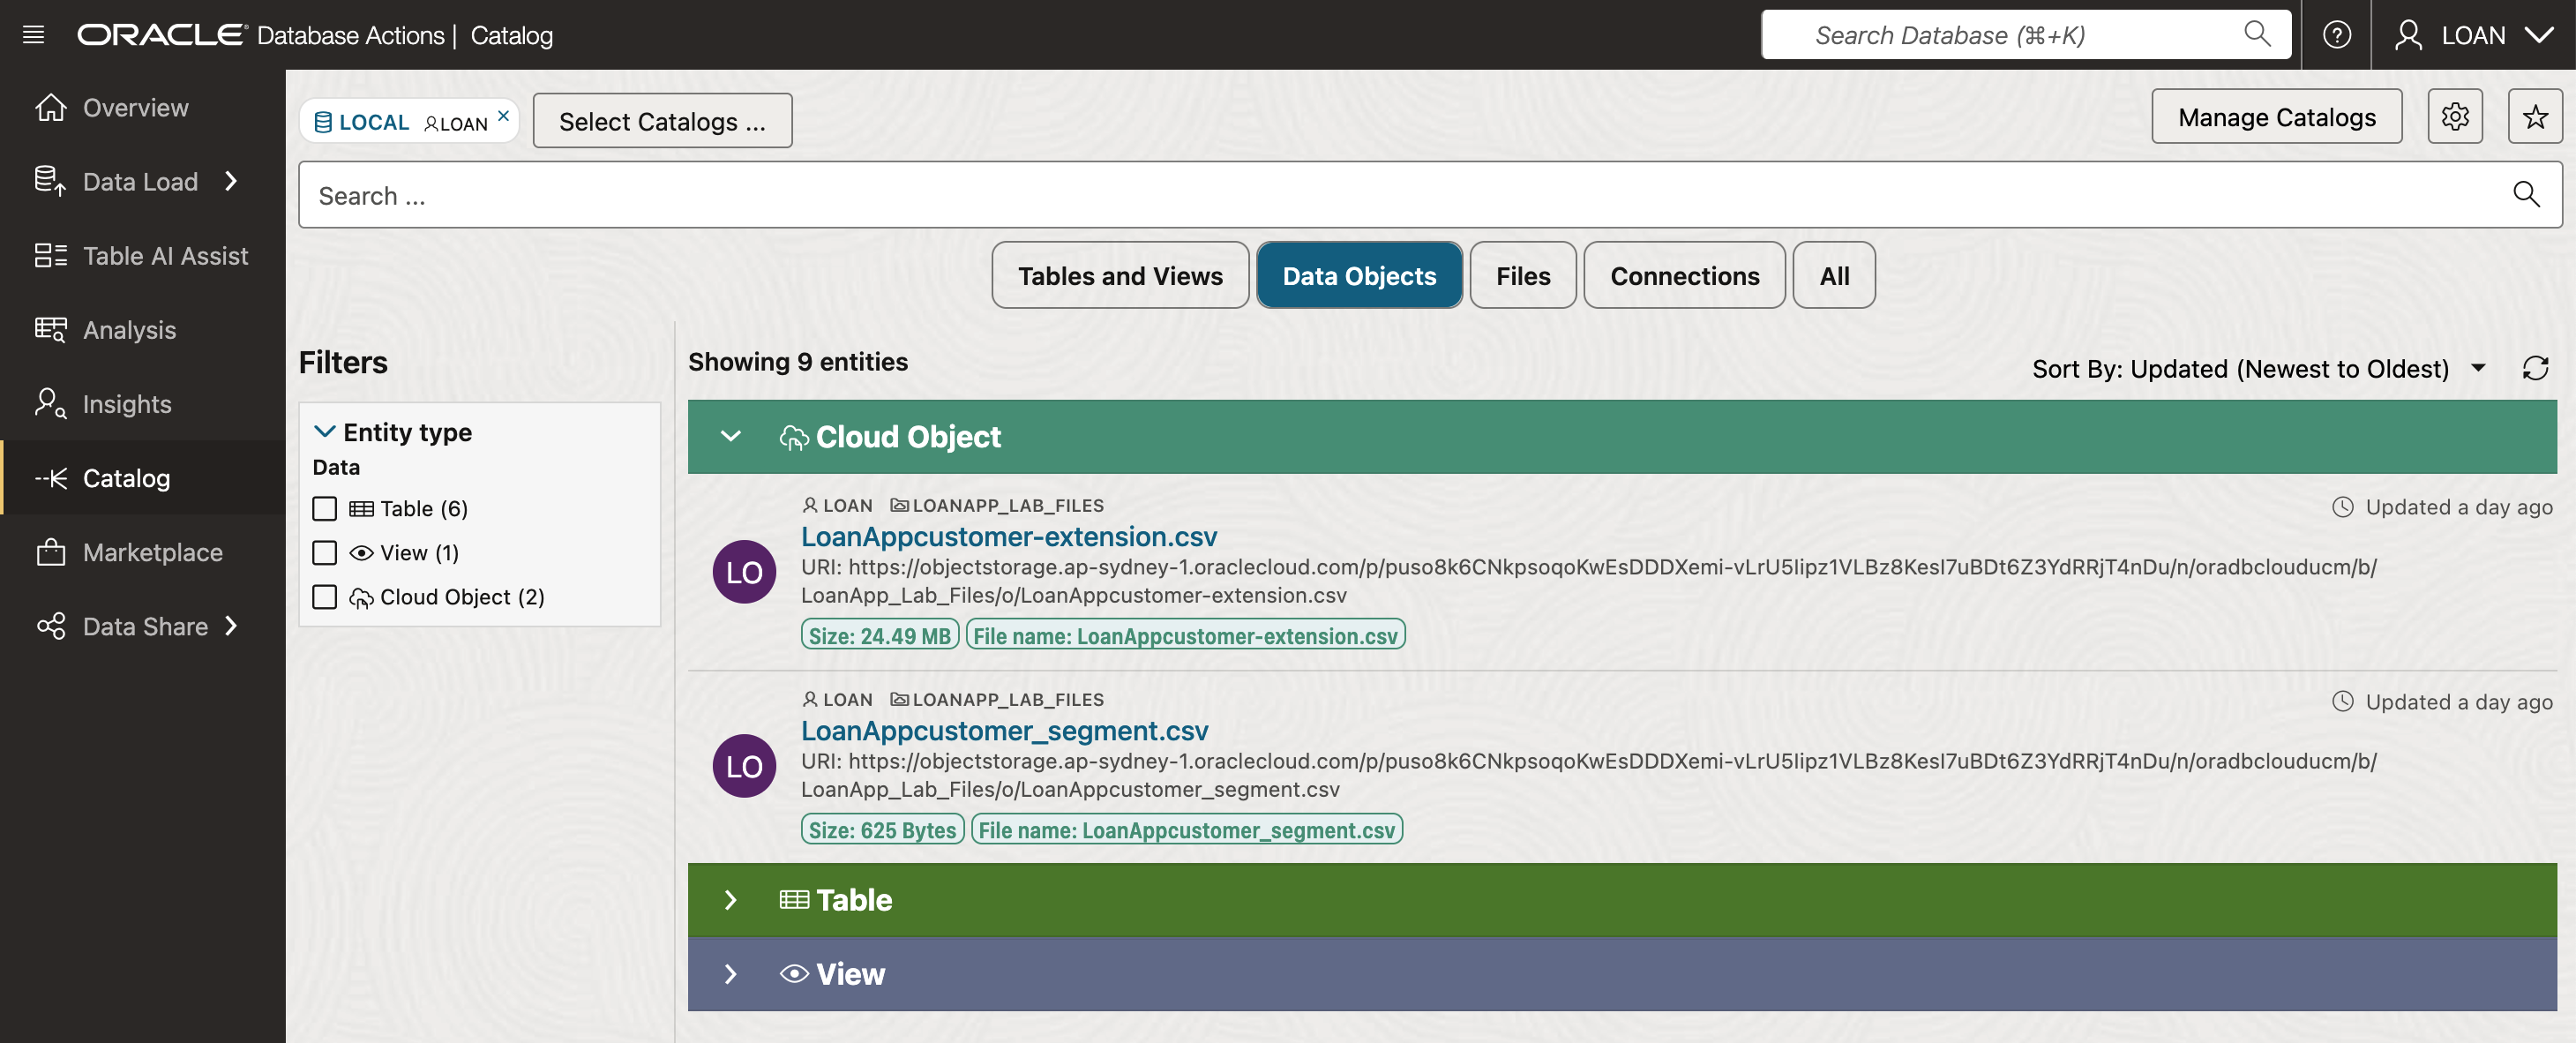 ORACLE Database Actions | Catalog
Search Database (⌘+K)
LOAN
Overview
Data Load
Table AI Assist
Analysis
Insights
Catalog
Marketplace
Data Share
LOCAL LOAN
Select Catalogs ...
Manage Catalogs
Search ...
Tables and Views
Data Objects
Files
Connections
All
Filters
Entity type
Data
Table (6)
View (1)
Cloud Object (2)
Showing 9 entities
Sort By: Updated (Newest to Oldest)
Cloud Object
LOAN LOANAPP_LAB_FILES
Updated a day ago
LoanAppcustomer-extension.csv
URI: https://objectstorage.ap-sydney-1.oraclecloud.com/p/puso8k6CNkpsoqoKwEsDDDXemi-vLrU5lipz1VLBz8KesI7uBDt6Z3YdRRjT4nDu/n/oradbclouducm/b/
LoanApp_Lab_Files/o/LoanAppcustomer-extension.csv
Size: 24.49 MB
File name: LoanAppcustomer-extension.csv
LOAN LOANAPP_LAB_FILES
Updated a day ago
LoanAppcustomer_segment.csv
URI: https://objectstorage.ap-sydney-1.oraclecloud.com/p/puso8k6CNkpsoqoKwEsDDDXemi-vLrU5lipz1VLBz8KesI7uBDt6Z3YdRRjT4nDu/n/oradbclouducm/b/
LoanApp_Lab_Files/o/LoanAppcustomer_segment.csv
Size: 625 Bytes
File name: LoanAppcustomer_segment.csv
Table
View
LO
LO